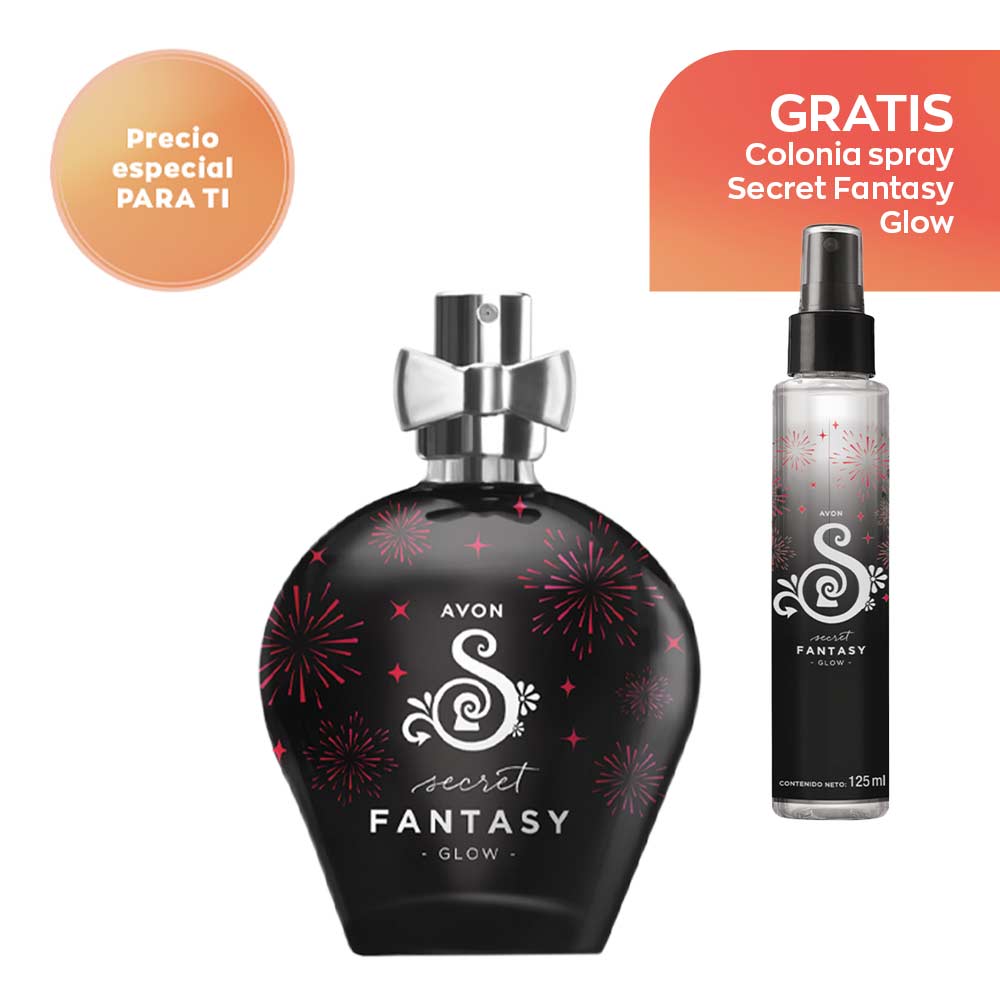 Precio
especial
PARA TI
GRATIS
Colonia spray
Secret Fantasy
Glow
AVON
secret
FANTASY
- GLOW -
AVON
secret
FANTASY
- GLOW -
CONTENIDO NETO: 125 ml